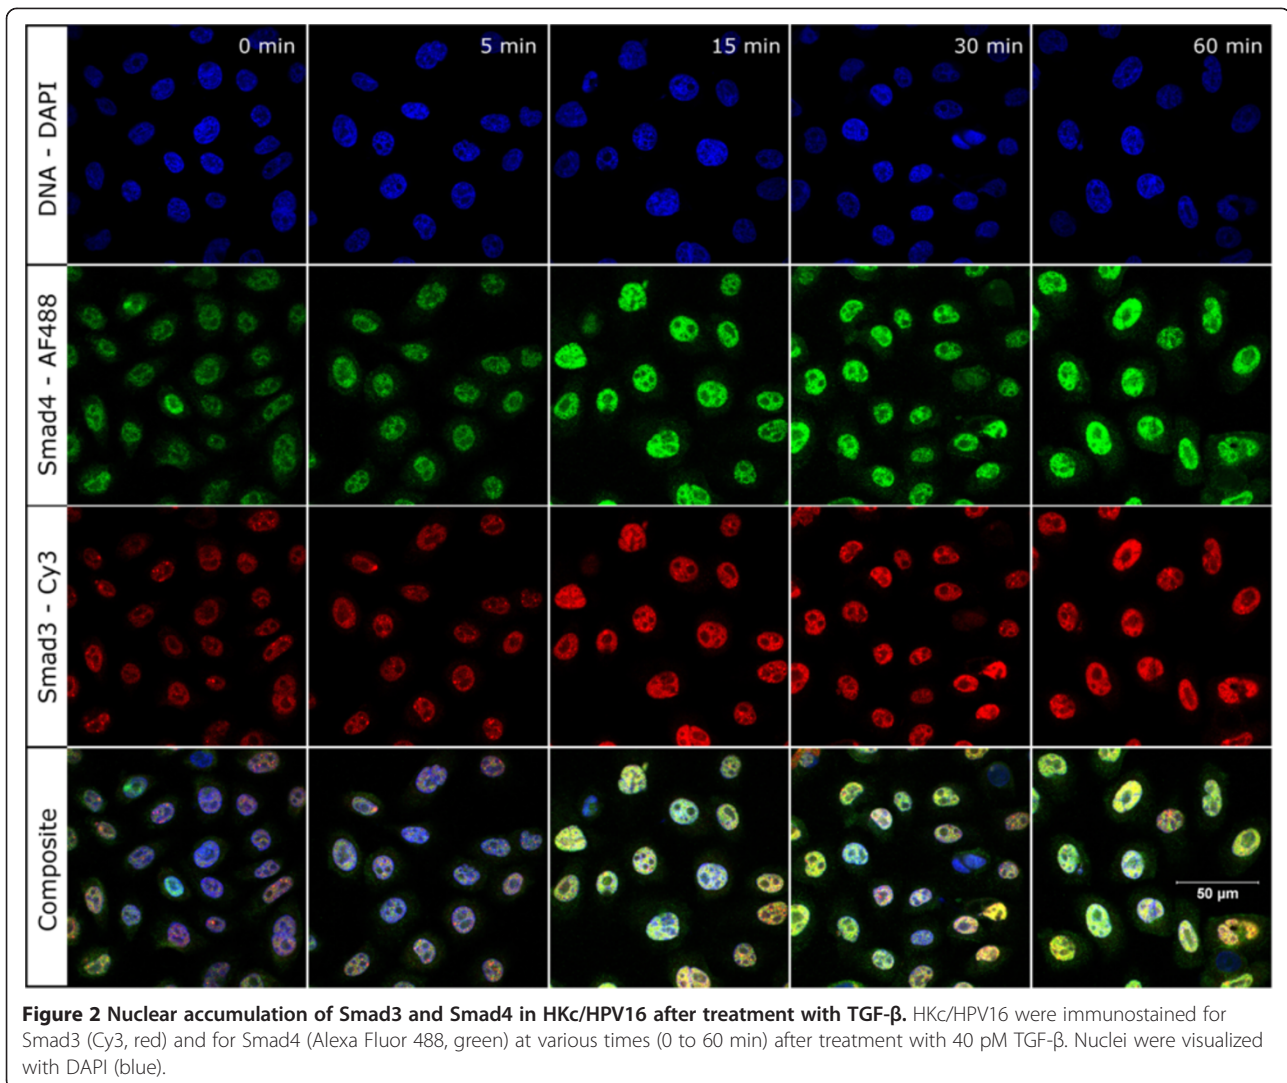 0 min
5 min
15 min
30 min
60 min
DNA - DAPI
Smad4 - AF488
Smad3 - Cy3
Composite
50 µm
Figure 2 Nuclear accumulation of Smad3 and Smad4 in HKc/HPV16 after treatment with TGF-β. HKc/HPV16 were immunostained for
Smad3 (Cy3, red) and for Smad4 (Alexa Fluor 488, green) at various times (0 to 60 min) after treatment with 40 pM TGF-β. Nuclei were visualized
with DAPI (blue).